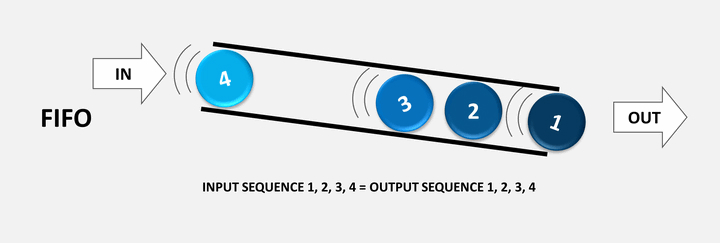 IN
4
3
2
1
OUT
FIFO
INPUT SEQUENCE 1, 2, 3, 4 = OUTPUT SEQUENCE 1, 2, 3, 4